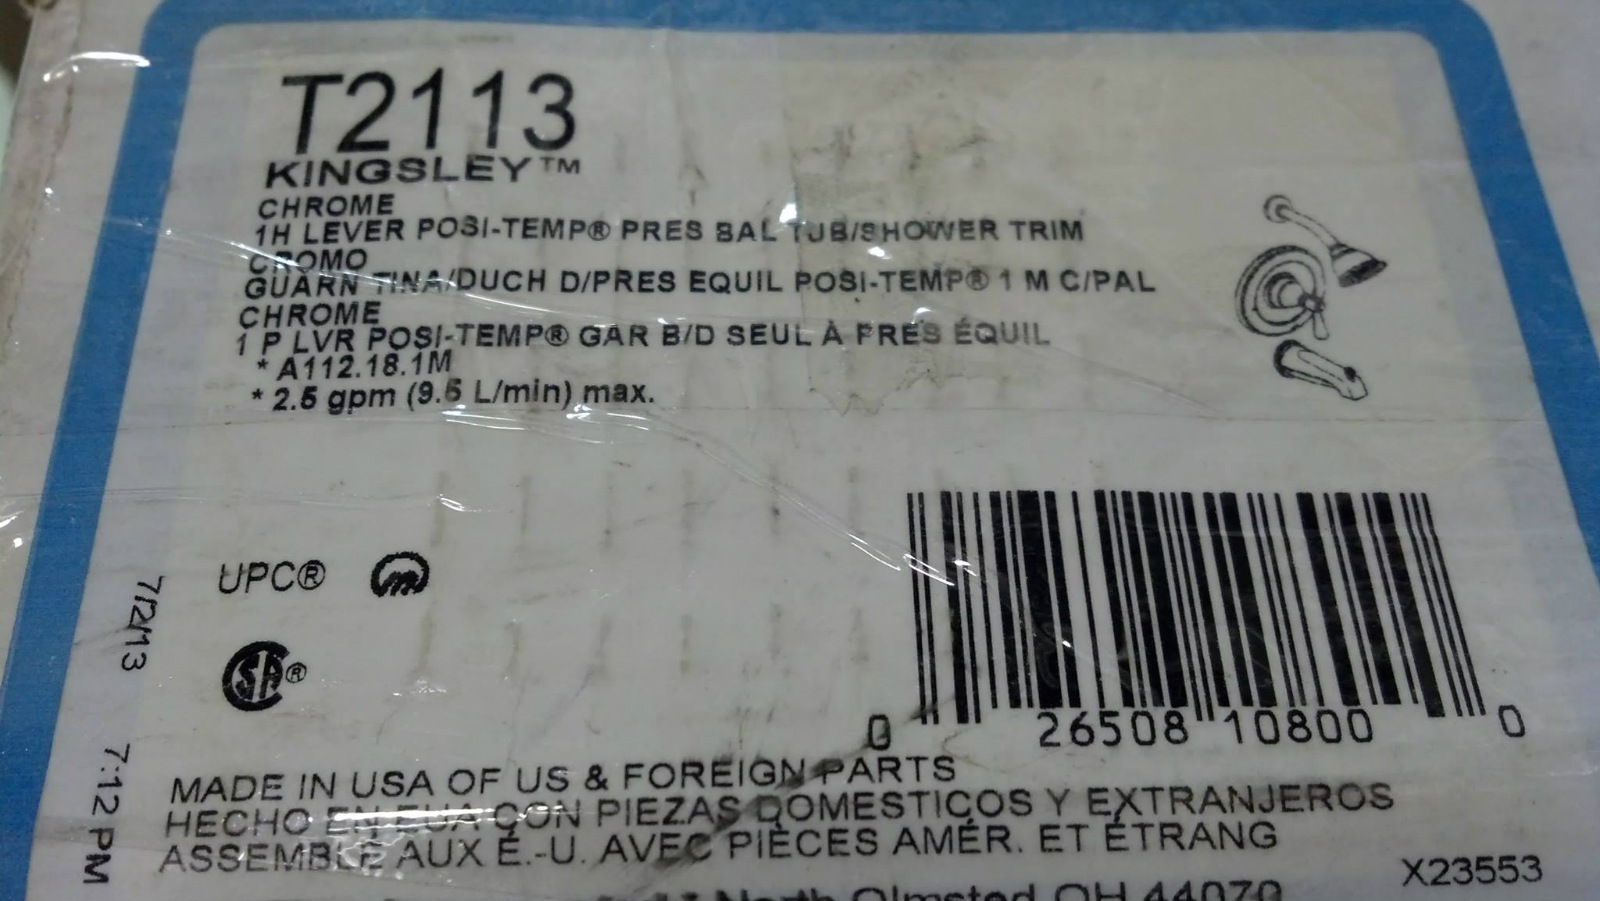 T2113
KINGSLEY™
CHROME
1H LEVER POSI-TEMP® PRES BAL TUB/SHOWER TRIM
CROMO
GUARN TINA/DUCH D/PRES EQUIL POSI-TEMP® 1 M C/PAL
CHROME
1 P LVR POSI-TEMP® GAR B/D SEUL À PRES ÉQUIL
* A112.18.1M
* 2.5 gpm (9.5 L/min) max.
UPC®
SA®
7/2/13 7:12 PM
0 26508 10800 0
MADE IN USA OF US & FOREIGN PARTS
HECHO EN EUA CON PIEZAS DOMESTICOS Y EXTRANJEROS
ASSEMBLE AUX É.-U. AVEC PIÈCES AMÉR. ET ÉTRANG
X23553
North Olmsted OH 44070